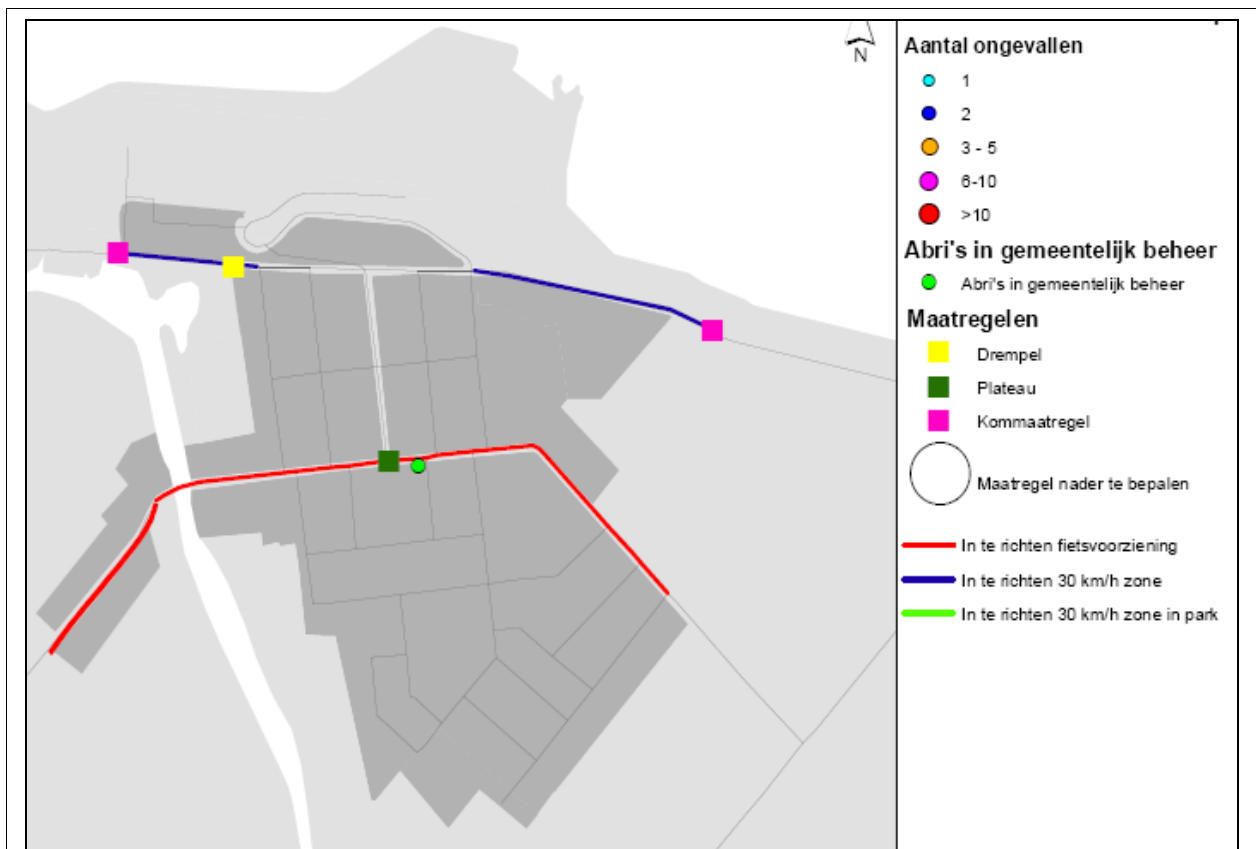 N
Aantal ongevallen
1
2
3 - 5
6-10
>10
Abri's in gemeentelijk beheer
Abri's in gemeentelijk beheer
Maatregelen
Drempel
Plateau
Kommaatregel
Maatregel nader te bepalen
In te richten fietsvoorziening
In te richten 30 km/h zone
In te richten 30 km/h zone in park